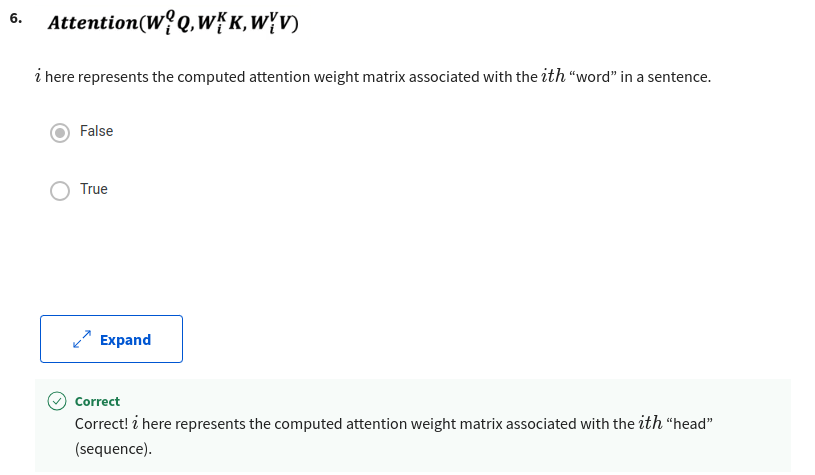 6. Attention(W_i^Q Q, W_i^K K, W_i^V V)
i here represents the computed attention weight matrix associated with the ith “word” in a sentence.
False
True
Expand
Correct
Correct! i here represents the computed attention weight matrix associated with the ith “head”
(sequence).